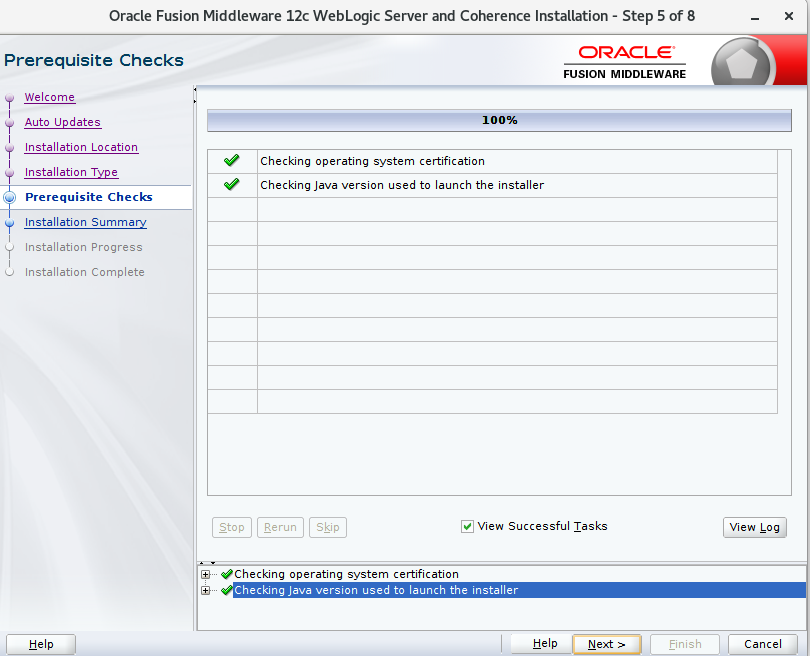 Oracle Fusion Middleware 12c WebLogic Server and Coherence Installation - Step 5 of 8
Prerequisite Checks
ORACLE®
FUSION MIDDLEWARE
Welcome
Auto Updates
Installation Location
Installation Type
Prerequisite Checks
Installation Summary
Installation Progress
Installation Complete
100%
Checking operating system certification
Checking Java version used to launch the installer
Stop
Rerun
Skip
View Successful Tasks
View Log
Checking operating system certification
Checking Java version used to launch the installer
Help
Help
Next >
Finish
Cancel